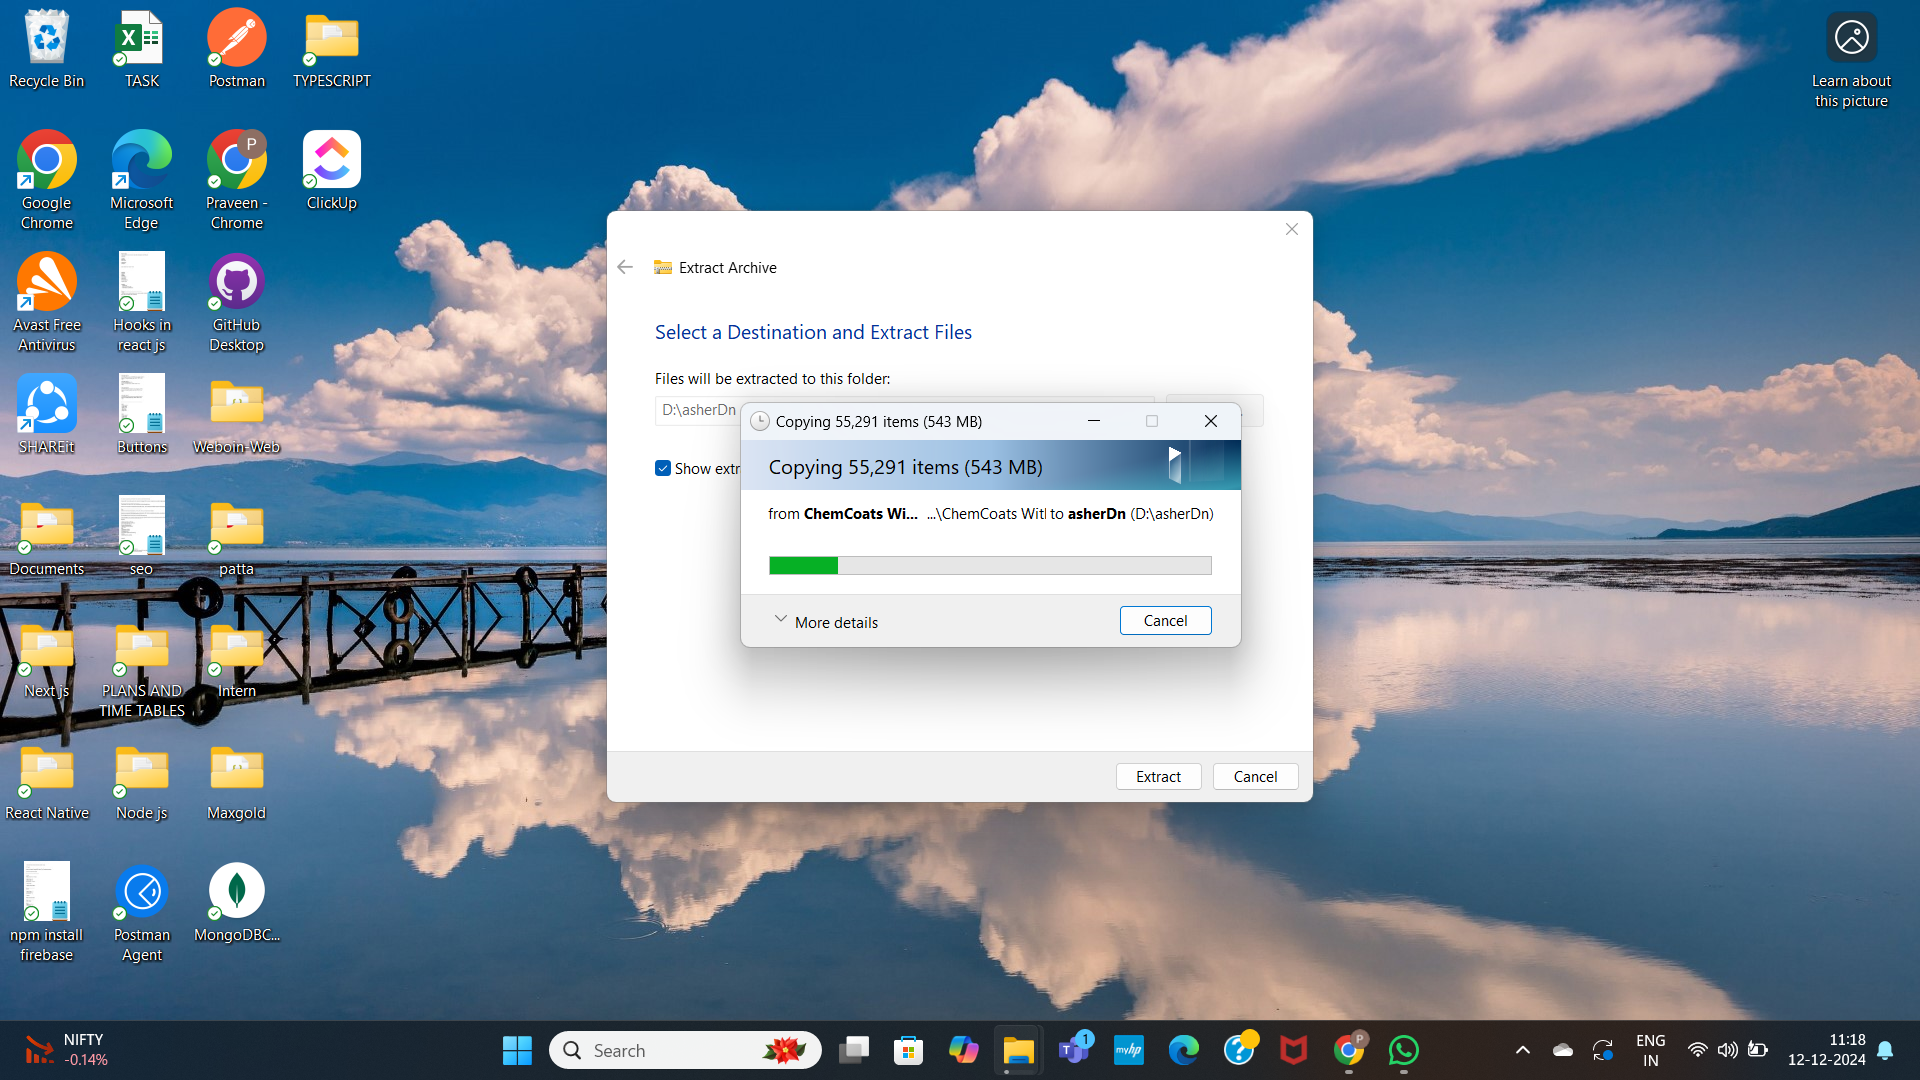 Recycle Bin
TASK
Postman
TYPESCRIPT
Learn about
this picture
Google
Chrome
Microsoft
Edge
P
Praveen -
Chrome
ClickUp
Avast Free
Antivirus
Hooks in
react js
GitHub
Desktop
SHAREit
Buttons
Weboin-Web
Documents
seo
patta
Next js
PLANS AND
TIME TABLES
Intern
React Native
Node js
Maxgold
npm install
firebase
Postman
Agent
MongoDBC...
Extract Archive
Select a Destination and Extract Files
Files will be extracted to this folder:
D:\asherDn
Show extr
Copying 55,291 items (543 MB)
Copying 55,291 items (543 MB)
from ChemCoats Wi... ...\ChemCoats Witl to asherDn (D:\asherDn)
More details
Cancel
Extract
Cancel
NIFTY
-0.14%
Search
1
myhp
P
ENG
IN
11:18
12-12-2024